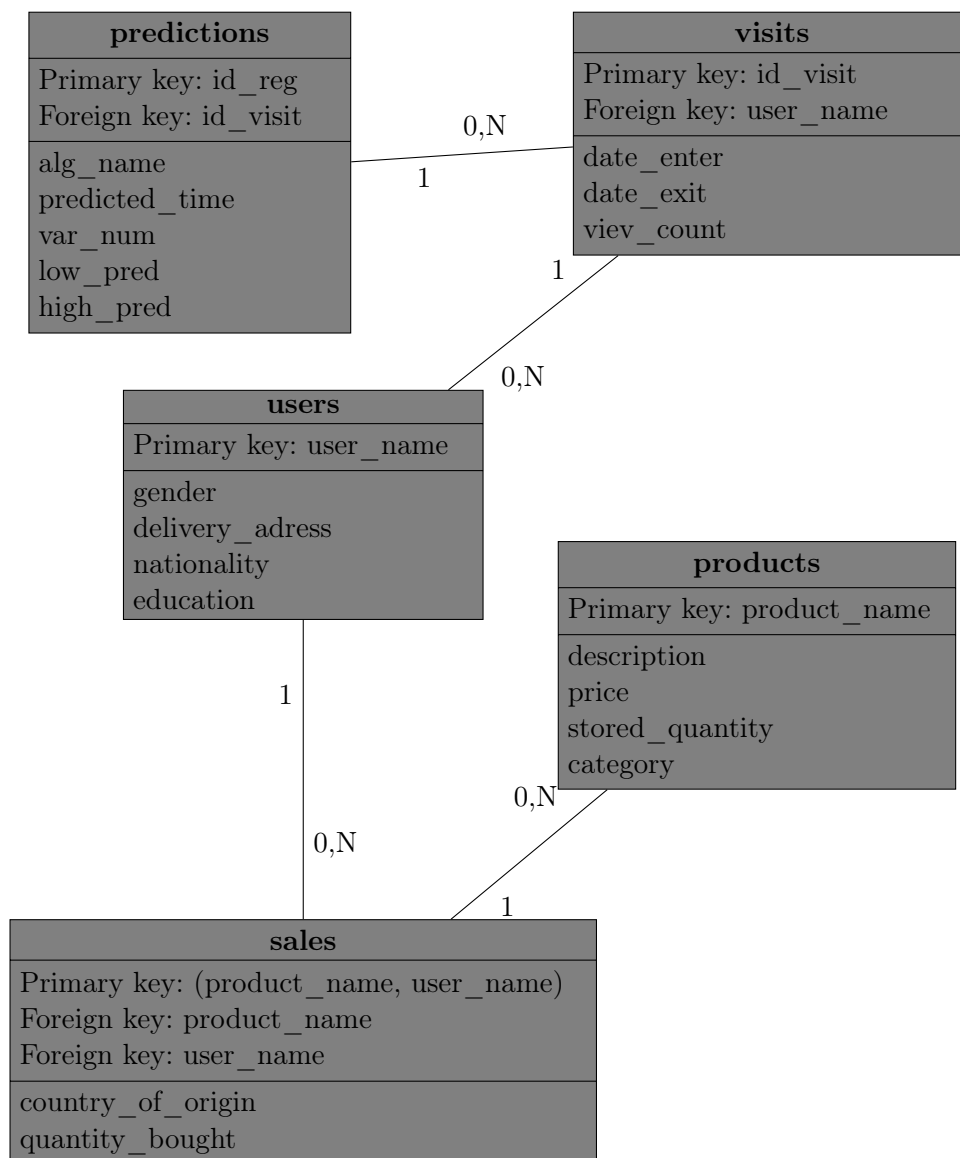 predictions
Primary key: id_reg
Foreign key: id_visit
alg_name
predicted_time
var_num
low_pred
high_pred
0,N
1
visits
Primary key: id_visit
Foreign key: user_name
date_enter
date_exit
viev_count
1
0,N
users
Primary key: user_name
gender
delivery_adress
nationality
education
products
Primary key: product_name
description
price
stored_quantity
category
1
0,N
0,N
1
sales
Primary key: (product_name, user_name)
Foreign key: product_name
Foreign key: user_name
country_of_origin
quantity_bought